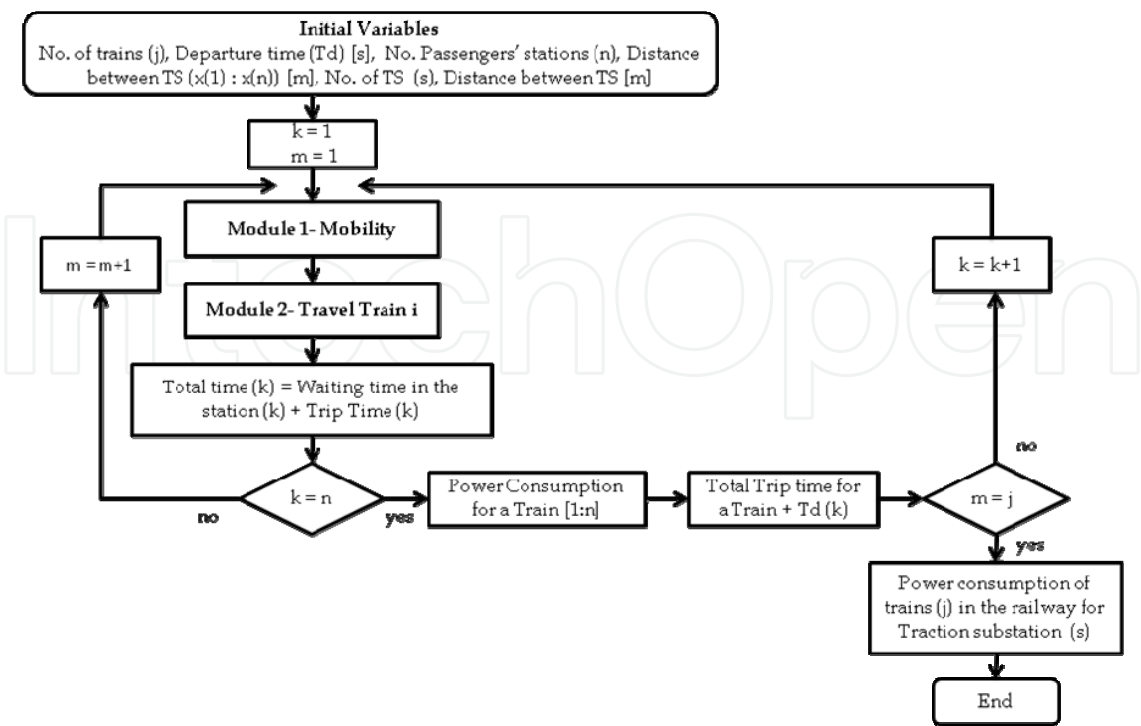 Initial Variables
No. of trains (j), Departure time (Td) [s], No. Passengers' stations (n), Distance
between TS (x(1) : x(n)) [m], No. of TS (s), Distance between TS [m]
k = 1
m = 1
Module 1- Mobility
m = m+1
k = k+1
Module 2- Travel Train i
Total time (k) = Waiting time in the
station (k) + Trip Time (k)
no
k = n
no
yes
Power Consumption
for a Train [1:n]
Total Trip time for
a Train + Td (k)
m = j
yes
Power consumption of
trains (j) in the railway for
Traction substation (s)
End
IntechOpen